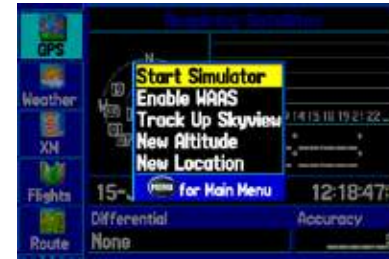 GPS
N
Start Simulator
Enable WAAS
Track Up Skyview
New Altitude
New Location
MENU for Main Menu
Weather
XM
Flights
15-
12:18:47
Differential
Accuracy
Route
None